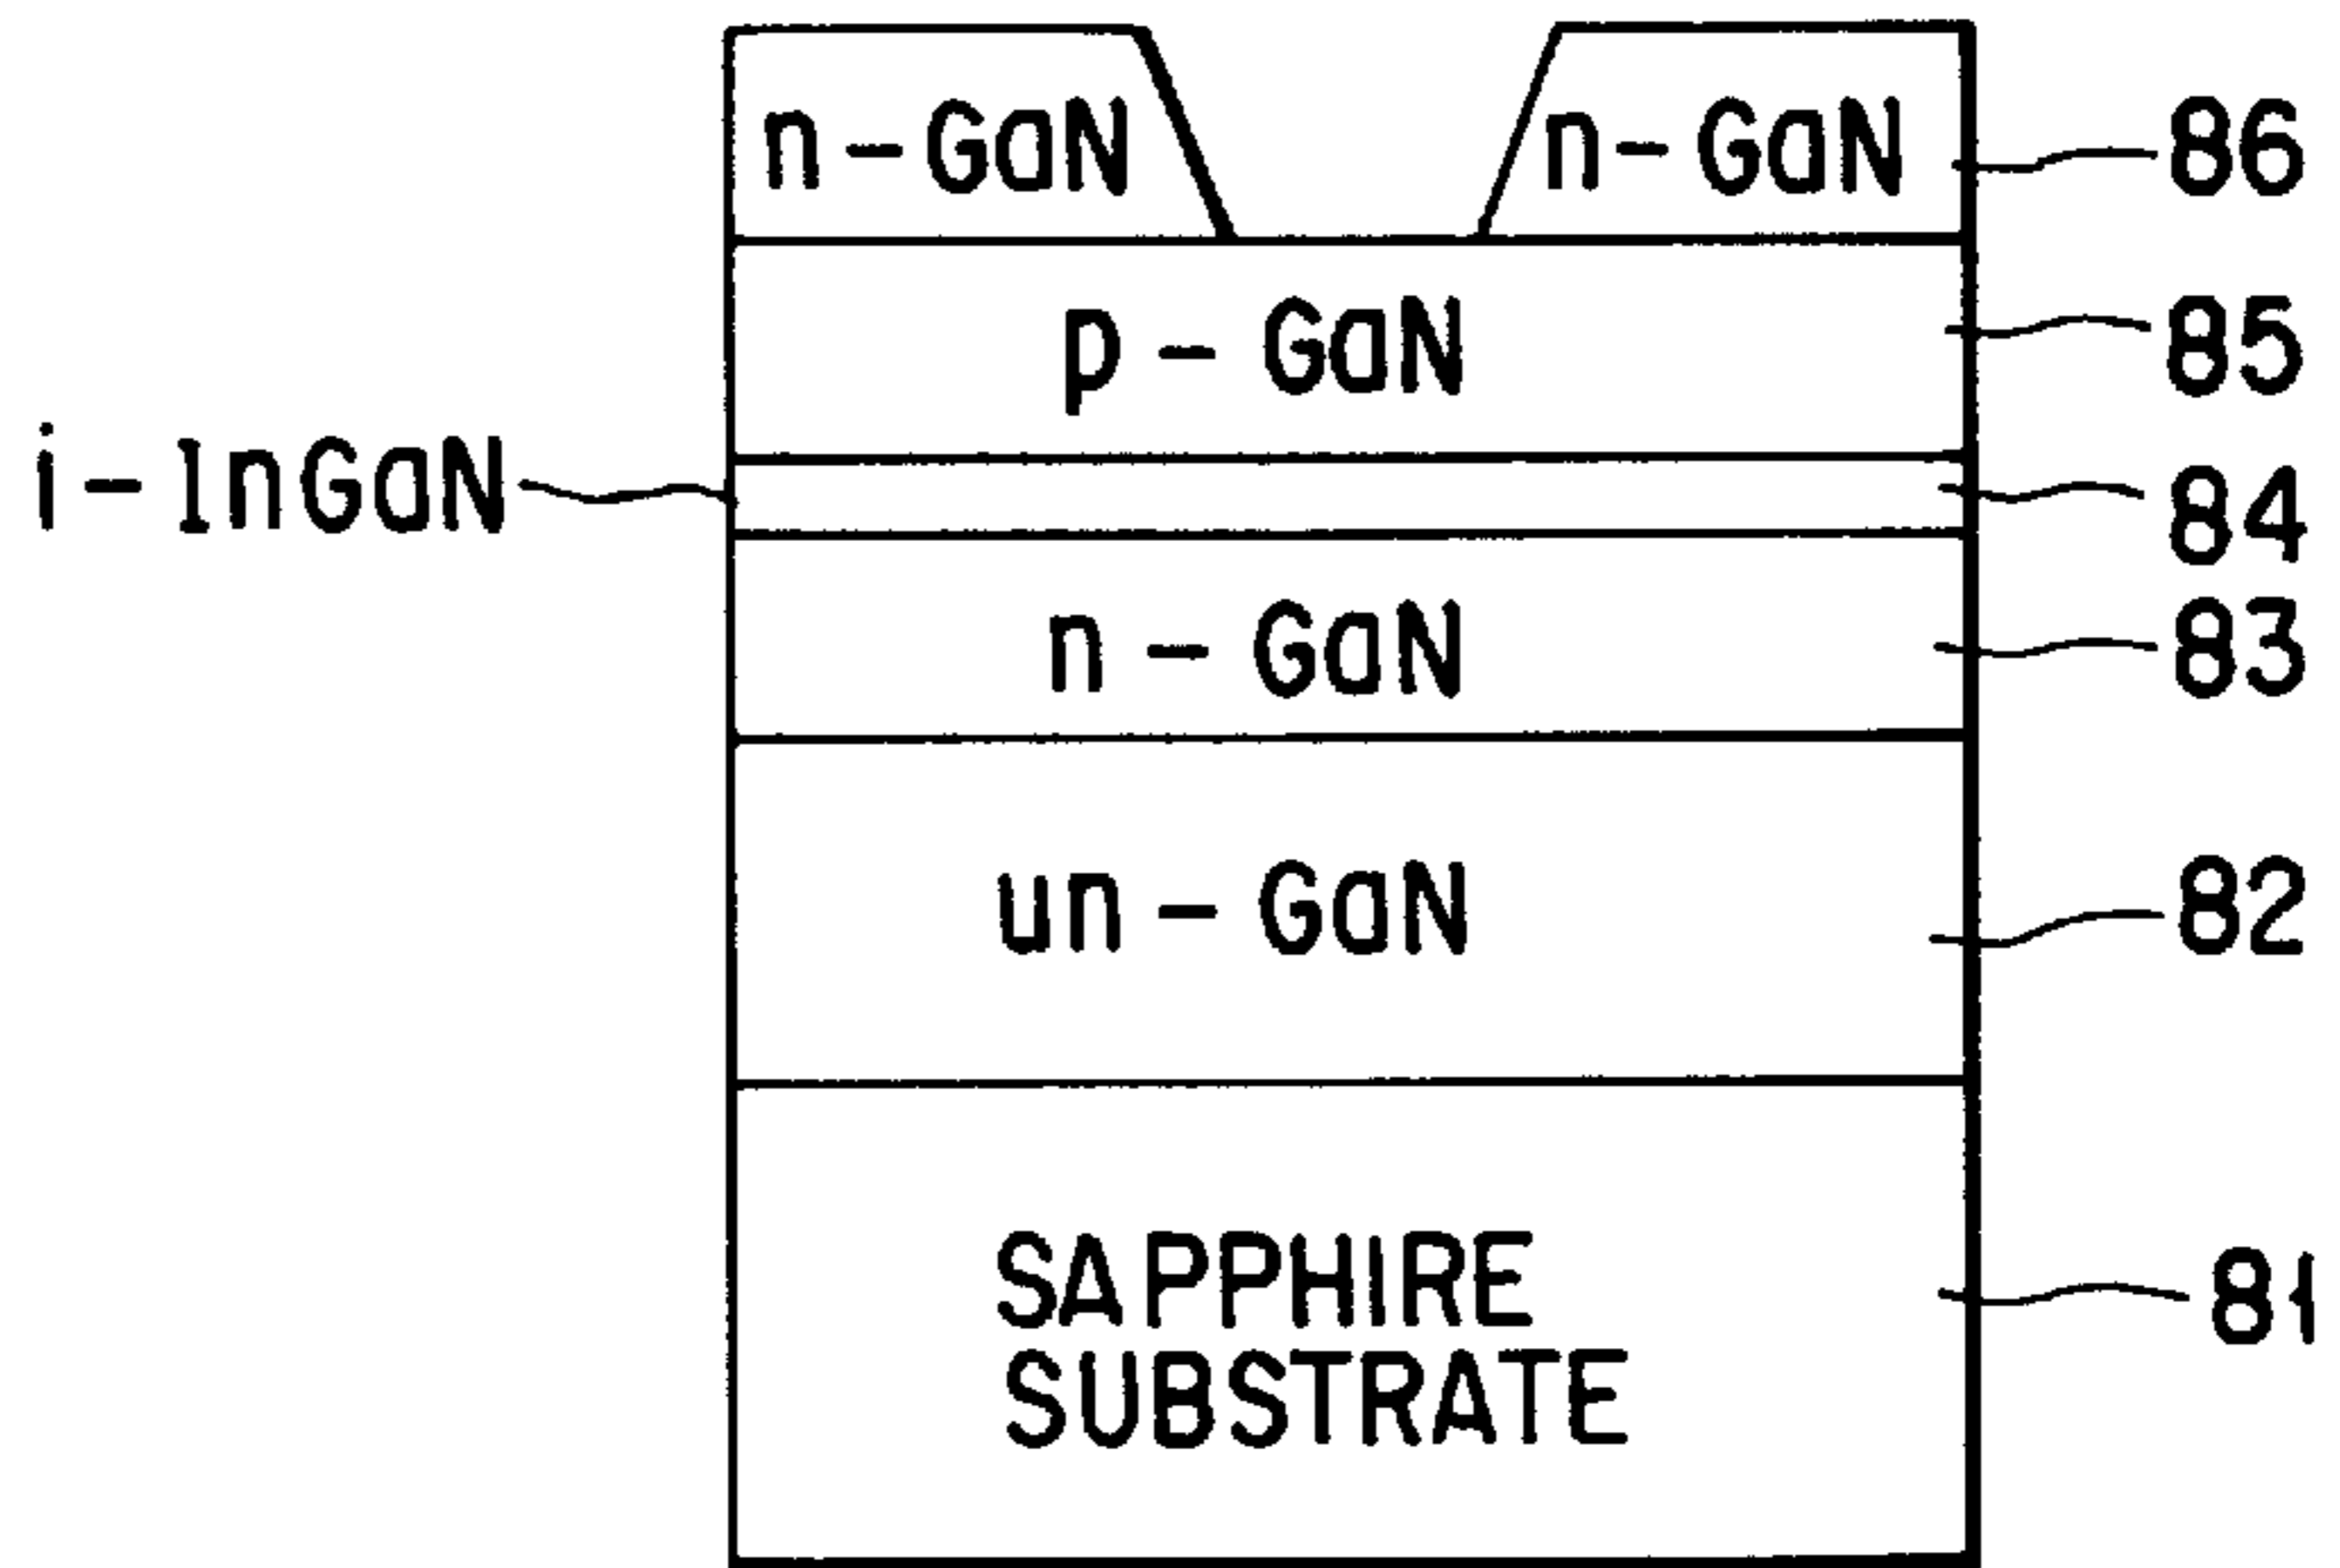 n-GaN n-GaN 86
p-GaN 85
i-InGaN 84
n-GaN 83
un-GaN 82
SAPPHIRE 81
SUBSTRATE